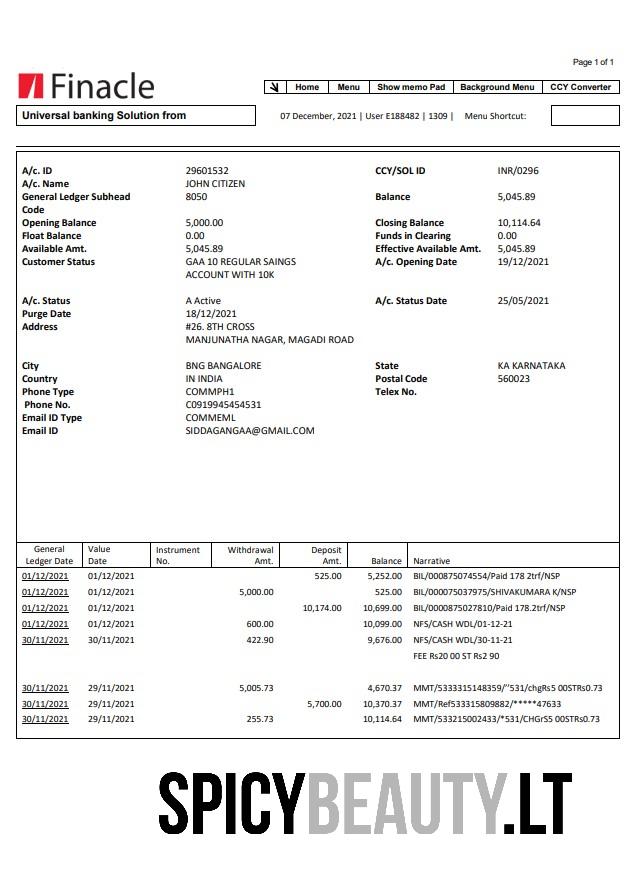 Page 1 of 1
Finacle
Home Menu Show memo Pad Background Menu CCY Converter
Universal banking Solution from
07 December, 2021 | User E188482 | 1309 | Menu Shortcut:
A/c. ID 29601532 CCY/SOL ID INR/0296
A/c. Name JOHN CITIZEN
General Ledger Subhead 8050 Balance 5,045.89
Code
Opening Balance 5,000.00 Closing Balance 10,114.64
Float Balance 0.00 Funds in Clearing 0.00
Available Amt. 5,045.89 Effective Available Amt. 5,045.89
Customer Status GAA 10 REGULAR SAINGS A/c. Opening Date 19/12/2021
ACCOUNT WITH 10K
A/c. Status A Active A/c. Status Date 25/05/2021
Purge Date 18/12/2021
Address #26. 8TH CROSS
MANJUNATHA NAGAR, MAGADI ROAD
City BNG BANGALORE State KA KARNATAKA
Country IN INDIA Postal Code 560023
Phone Type COMMPH1 Telex No.
Phone No. C0919945454531
Email ID Type COMMEML
Email ID SIDDAGANGAA@GMAIL.COM
General Value Instrument Withdrawal Deposit
Ledger Date Date No. Amt. Amt. Balance Narrative
01/12/2021 01/12/2021 525.00 5,252.00 BIL/000875074554/Paid 178 2trf/NSP
01/12/2021 01/12/2021 5,000.00 525.00 BIL/000075037975/SHIVAKUMARA K/NSP
01/12/2021 01/12/2021 10,174.00 10,699.00 BIL/0000875027810/Paid 178.2trf/NSP
01/12/2021 01/12/2021 600.00 10,099.00 NFS/CASH WDL/01-12-21
30/11/2021 30/11/2021 422.90 9,676.00 NFS/CASH WDL/30-11-21
FEE Rs20 00 ST Rs2 90
30/11/2021 29/11/2021 5,005.73 4,670.37 MMT/5333315148359/"531/chgRs5 00STRs0.73
30/11/2021 29/11/2021 5,700.00 10,370.37 MMT/Ref533315809882/*****47633
30/11/2021 29/11/2021 255.73 10,114.64 MMT/533215002433/*531/CHGrS5 00STRs0.73
SPICYBEAUTY.LT